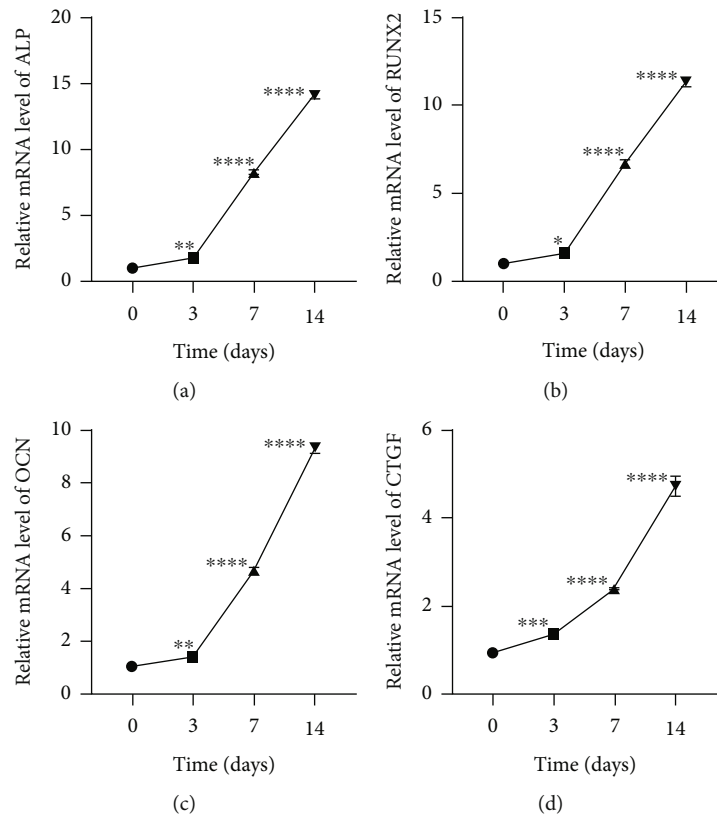 Relative mRNA level of ALP
20
15
10
5
0
**
****
****
0 3 7 14
Time (days)
(a)
Relative mRNA level of RUNX2
15
10
5
0
*
****
****
0 3 7 14
Time (days)
(b)
Relative mRNA level of OCN
10
8
6
4
2
0
**
****
****
0 3 7 14
Time (days)
(c)
Relative mRNA level of CTGF
6
4
2
0
***
****
****
0 3 7 14
Time (days)
(d)